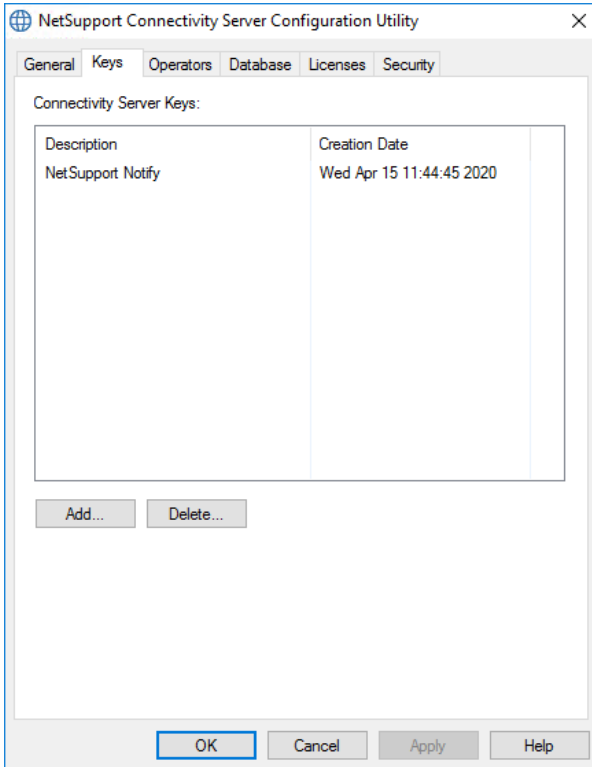 NetSupport Connectivity Server Configuration Utility
General Keys Operators Database Licenses Security
Connectivity Server Keys:
Description Creation Date
NetSupport Notify Wed Apr 15 11:44:45 2020
Add... Delete...
OK Cancel Apply Help